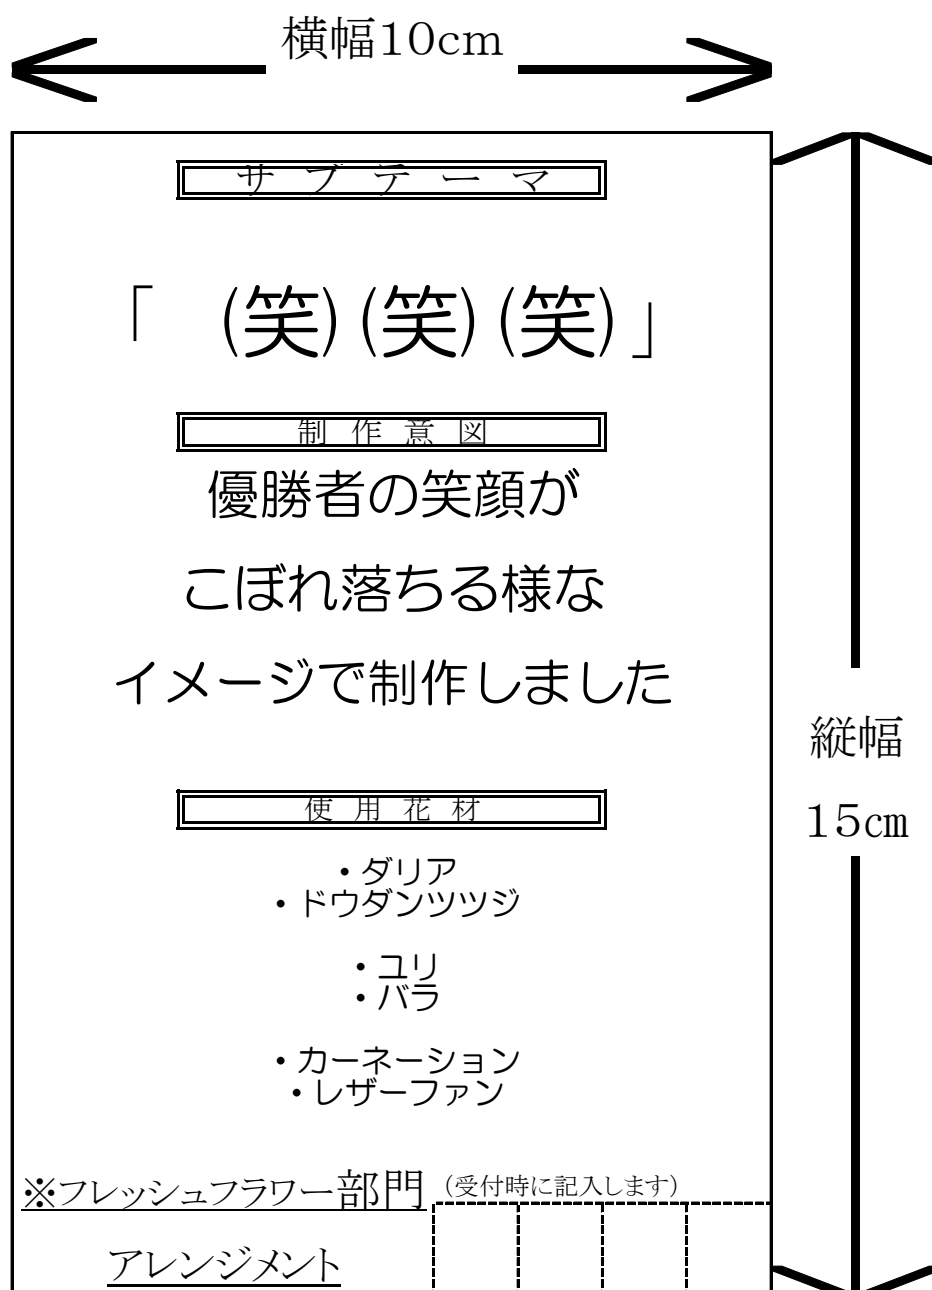 横幅10cm
サブテーマ
「 (笑)(笑)(笑)」
制作意図
優勝者の笑顔が
こぼれ落ちる様な
イメージで制作しました
縦幅
15cm
使用花材
・ダリア
・ドウダンツツジ
・ユリ
・バラ
・カーネーション
・レザーファン
※フレッシュフラワー部門 (受付時に記入します)
アレンジメント